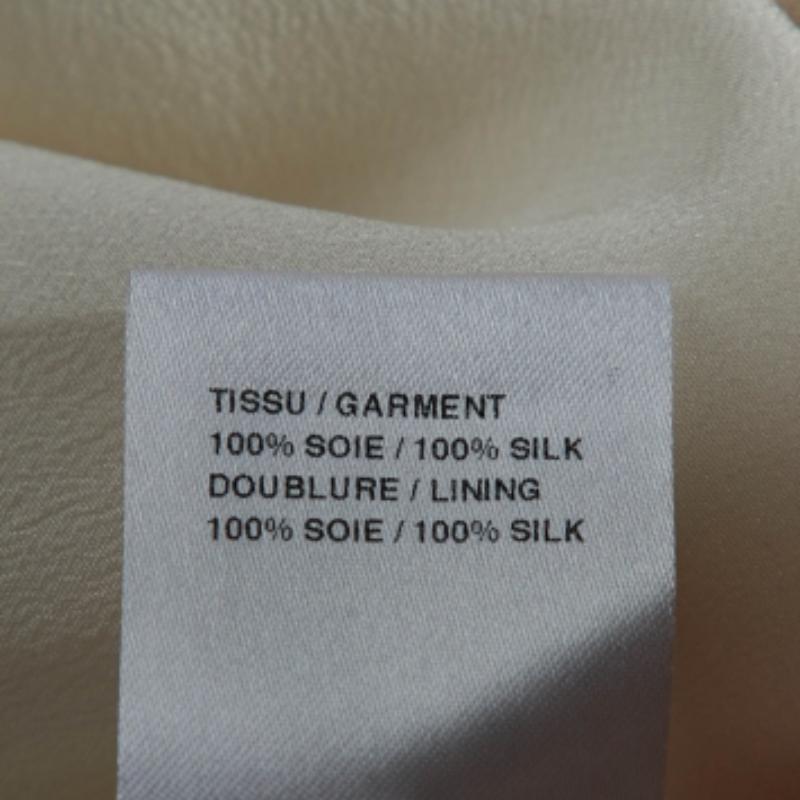 TISSU / GARMENT
100% SOIE / 100% SILK
DOUBLURE / LINING
100% SOIE / 100% SILK